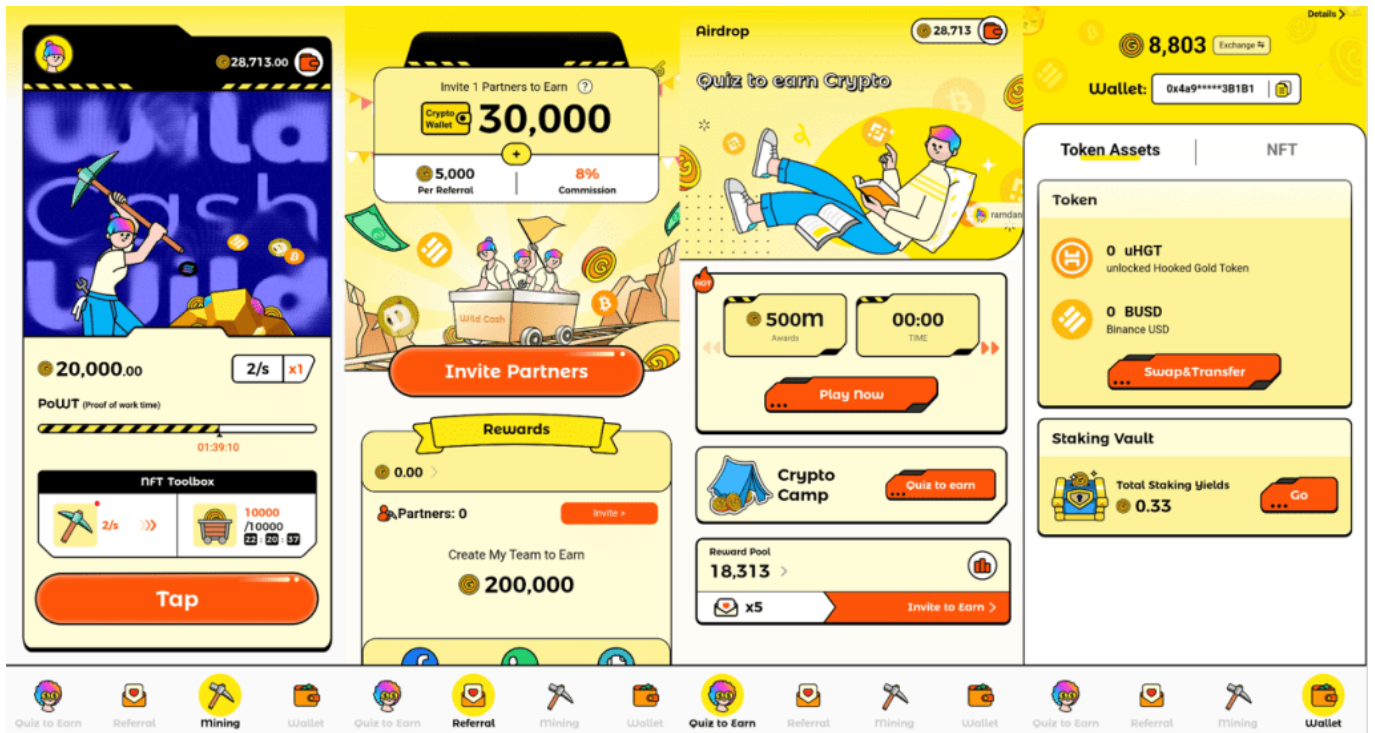 28,713.00
Wild
Cash
Wild
20,000.00
2/s x1
PoWT (Proof of work time)
01:39:10
NFT Toolbox
2/s
10000
/10000
22 : 20 : 37
Tap
Quiz to Earn
Referral
Mining
Wallet
Invite 1 Partners to Earn ?
Crypto
Wallet
30,000
+
5,000
Per Referral
8%
Commission
Wild Cash
Invite Partners
Rewards
0.00 >
Partners: 0
Invite >
Create My Team to Earn
200,000
Quiz to Earn
Referral
Mining
Wallet
Airdrop
28,713
Quiz to earn Crypto
ramdan
HOT
500m
Awards
00:00
TIME
Play Now
Crypto
Camp
Quiz to earn
Reward Pool
18,313 >
x5
Invite to Earn >
Quiz to Earn
Referral
Mining
Wallet
Details >
8,803
Exchange
Wallet: 0x4a9*****3B1B1
Token Assets
NFT
Token
0 uHGT
unlocked Hooked Gold Token
0 BUSD
Binance USD
Swap&Transfer
Staking Vault
Total Staking Yields
0.33
Go
Quiz to Earn
Referral
Mining
Wallet